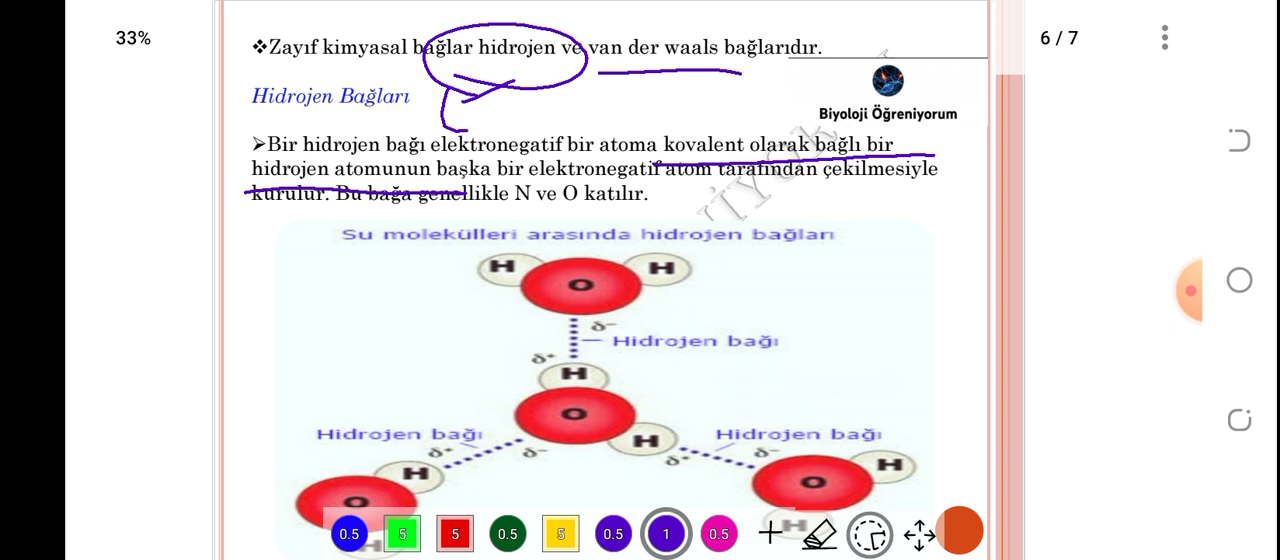 33%
6 / 7
❖Zayıf kimyasal bağlar hidrojen ve van der waals bağlarıdır.
Biyoloji Öğreniyorum
Hidrojen Bağları
➢Bir hidrojen bağı elektronegatif bir atoma kovalent olarak bağlı bir
hidrojen atomunun başka bir elektronegatif atom tarafından çekilmesiyle
kurulur. Bu bağa genellikle N ve O katılır.
Su molekülleri arasında hidrojen bağları
H O H
δ-
Hidrojen bağı
δ+
H
O
H
Hidrojen bağı
δ+
δ-
Hidrojen bağı
δ+
δ-
H
O
H
O
H
H
0.5 5 5 0.5 5 0.5 1 0.5